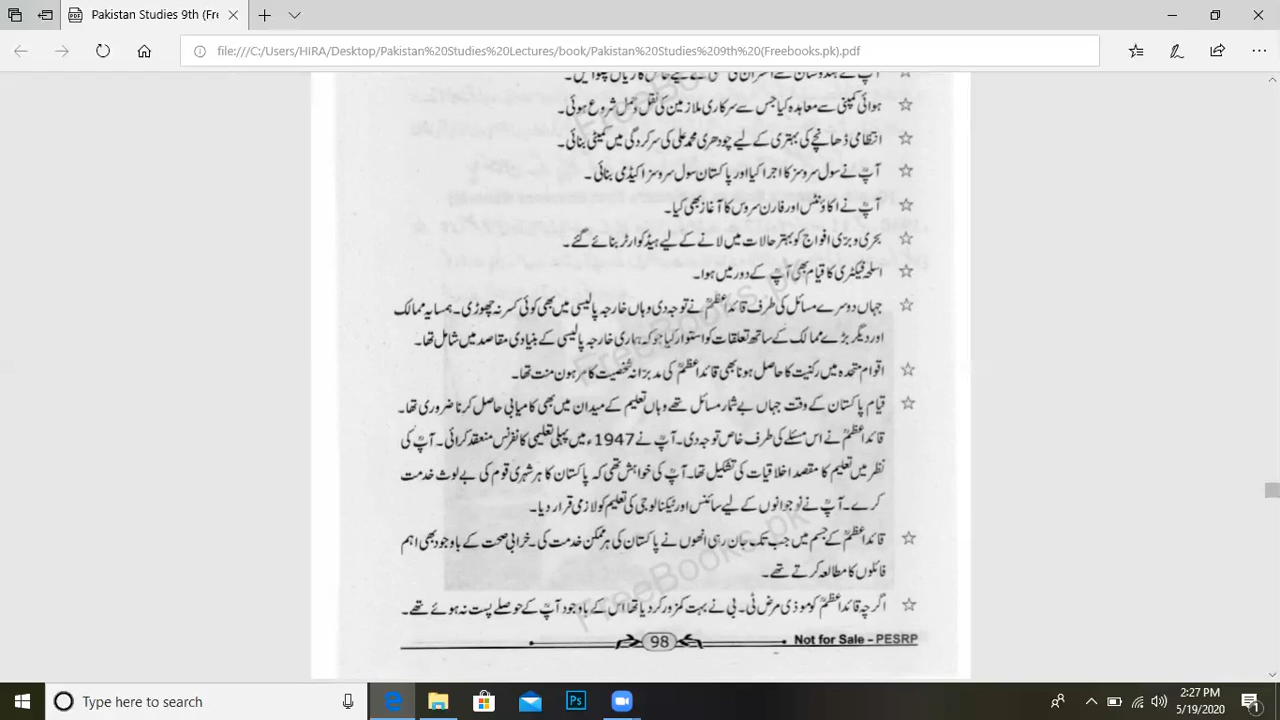 Pakistan Studies 9th (Fre
file:///C:/Users/HIRA/Desktop/Pakistan%20Studies%20Lectures/book/Pakistan%20Studies%209th%20(Freebooks.pk).pdf
☆ ہوائی کمپنی سے معاہدہ کیا جس سے سرکاری ملازمین کی نقل و حمل شروع ہوئی۔
☆ انتظامی ڈھانچے کی بہتری کے لیے چودھری محمد علی کی سرکردگی میں کمیٹی بنائی۔
☆ آپؒ نے سول سروسز کا اجرا کیا اور پاکستان سول سروسز اکیڈمی بنائی۔
☆ آپؒ نے اکاؤنٹس اور فارن سروس کا آغاز بھی کیا۔
☆ بحری و بری افواج کو بہتر حالات میں لانے کے لیے ہیڈ کوارٹر بنائے گئے۔
☆ اسلحہ فیکٹری کا قیام بھی آپؒ کے دور میں ہوا۔
☆ جہاں دوسرے مسائل کی طرف قائداعظمؒ نے توجہ دی وہاں خارجہ پالیسی میں بھی کوئی کسر نہ چھوڑی۔ ہمسایہ ممالک
اور دیگر بڑے ممالک کے ساتھ تعلقات کو استوار کیا جو کہ ہماری خارجہ پالیسی کے بنیادی مقاصد میں شامل تھا۔
☆ اقوام متحدہ میں رکنیت کا حاصل ہونا بھی قائداعظمؒ کی مدبرانہ شخصیت کا مرہون منت تھا۔
☆ قیام پاکستان کے وقت جہاں بے شمار مسائل تھے وہاں تعلیم کے میدان میں بھی کامیابی حاصل کرنا ضروری تھا۔
قائداعظمؒ نے اس مسئلے کی طرف خاص توجہ دی۔ آپؒ نے 1947ء میں پہلی تعلیمی کانفرنس منعقد کرائی۔ آپؒ کی
نظر میں تعلیم کا مقصد اخلاقیات کی تشکیل تھا۔ آپؒ کی خواہش تھی کہ پاکستان کا ہر شہری قوم کی بے لوث خدمت
کرے۔ آپؒ نے نوجوانوں کے لیے سائنس اور ٹیکنالوجی کی تعلیم کو لازمی قرار دیا۔
☆ قائداعظمؒ کے جسم میں جب تک جان رہی انھوں نے پاکستان کی ہر ممکن خدمت کی۔ خرابی صحت کے باوجود بھی اہم
فائلوں کا مطالعہ کرتے تھے۔
☆ اگرچہ قائداعظمؒ کو موذی مرض ٹی۔ بی نے بہت کمزور کر دیا تھا اس کے باوجود آپؒ کے حوصلے پست نہ ہوئے تھے۔
98 Not for Sale - PESRP
FreeBooks.pk
Type here to search
2:27 PM
5/19/2020